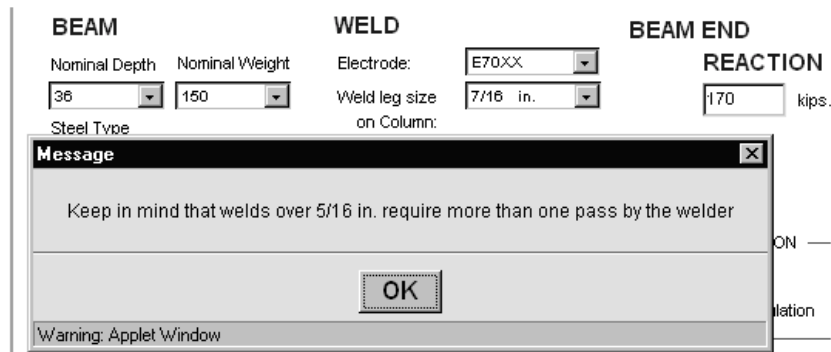 BEAM WELD BEAM END
Nominal Depth Nominal Weight Electrode: E70XX REACTION
36 150 Weld leg size 7/16 in. 170 kips.
Steel Type on Column:
Message
Keep in mind that welds over 5/16 in. require more than one pass by the welder
ON
OK
lation
Warning: Applet Window